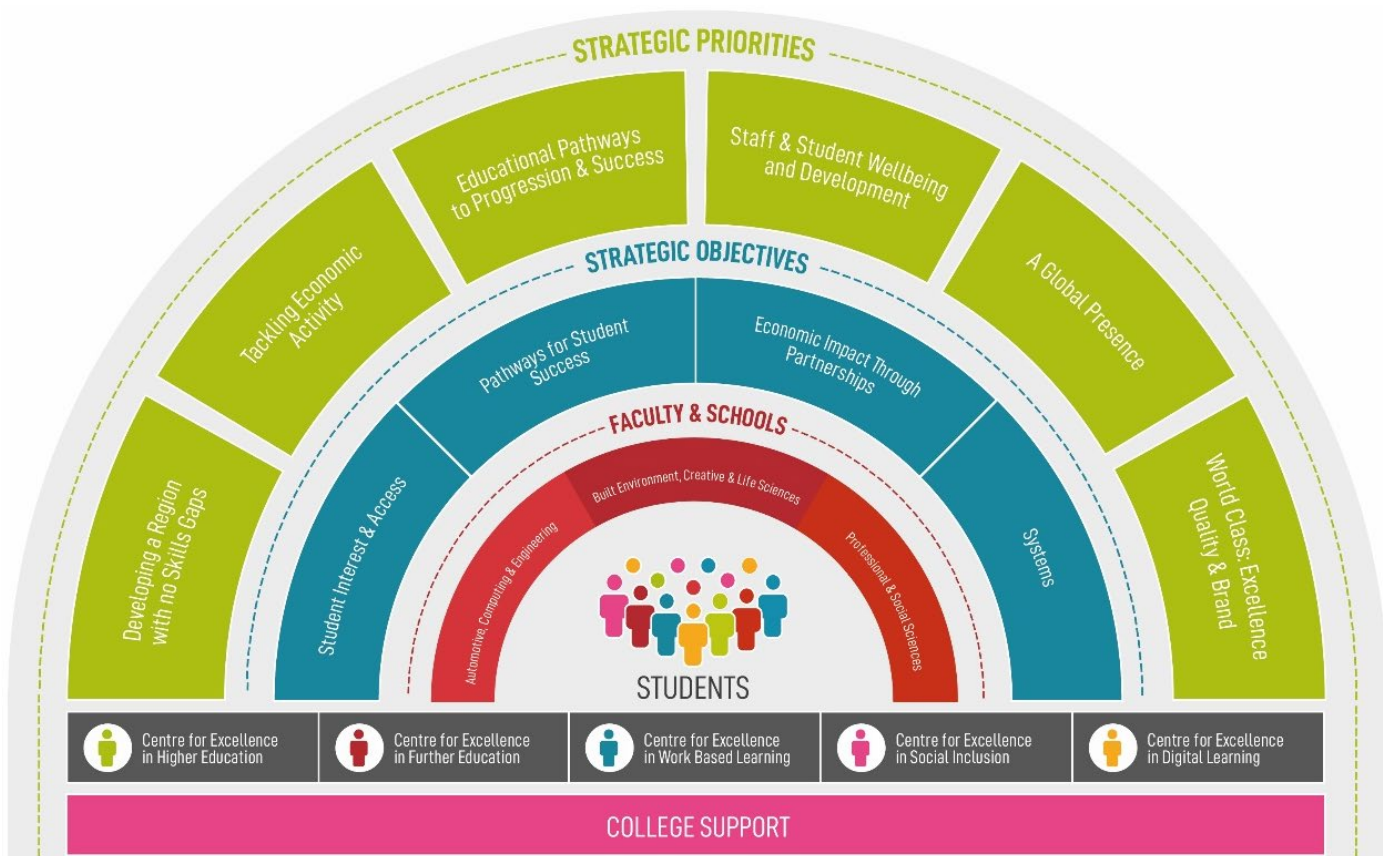 STRATEGIC PRIORITIES
Developing a Region
with no Skills Gaps
Tackling Economic
Activity
Educational Pathways
to Progression & Success
Staff & Student Wellbeing
and Development
A Global Presence
World Class: Excellence
Quality & Brand
STRATEGIC OBJECTIVES
Student Interest & Access
Pathways for Student
Success
Economic Impact Through
Partnerships
Systems
FACULTY & SCHOOLS
Automotive, Computing & Engineering
Built Environment, Creative & Life Sciences
Professional & Social Sciences
STUDENTS
Centre for Excellence
in Higher Education
Centre for Excellence
in Further Education
Centre for Excellence
in Work Based Learning
Centre for Excellence
in Social Inclusion
Centre for Excellence
in Digital Learning
COLLEGE SUPPORT